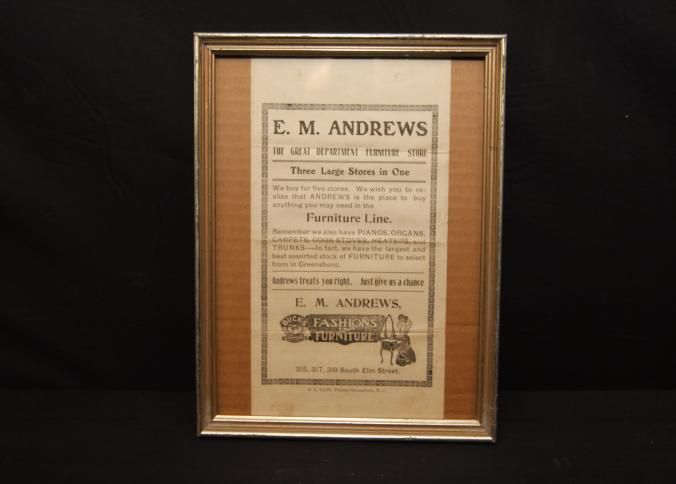 E. M. ANDREWS
THE GREAT DEPARTMENT FURNITURE STORE
Three Large Stores in One
We buy for five stores. We wish you to re-
alize that ANDREWS is the place to buy
anything you may need in the
Furniture Line.
Remember we also have PIANOS, ORGANS,
CARPETS, COOK STOVES, HEATERS, and
TRUNKS—In fact, we have the largest and
best assorted stock of FURNITURE to select
from in Greensboro.
Andrews treats you right. Just give us a chance
E. M. ANDREWS,
FASHIONS
IN
FURNITURE
315, 317, 319 South Elm Street.